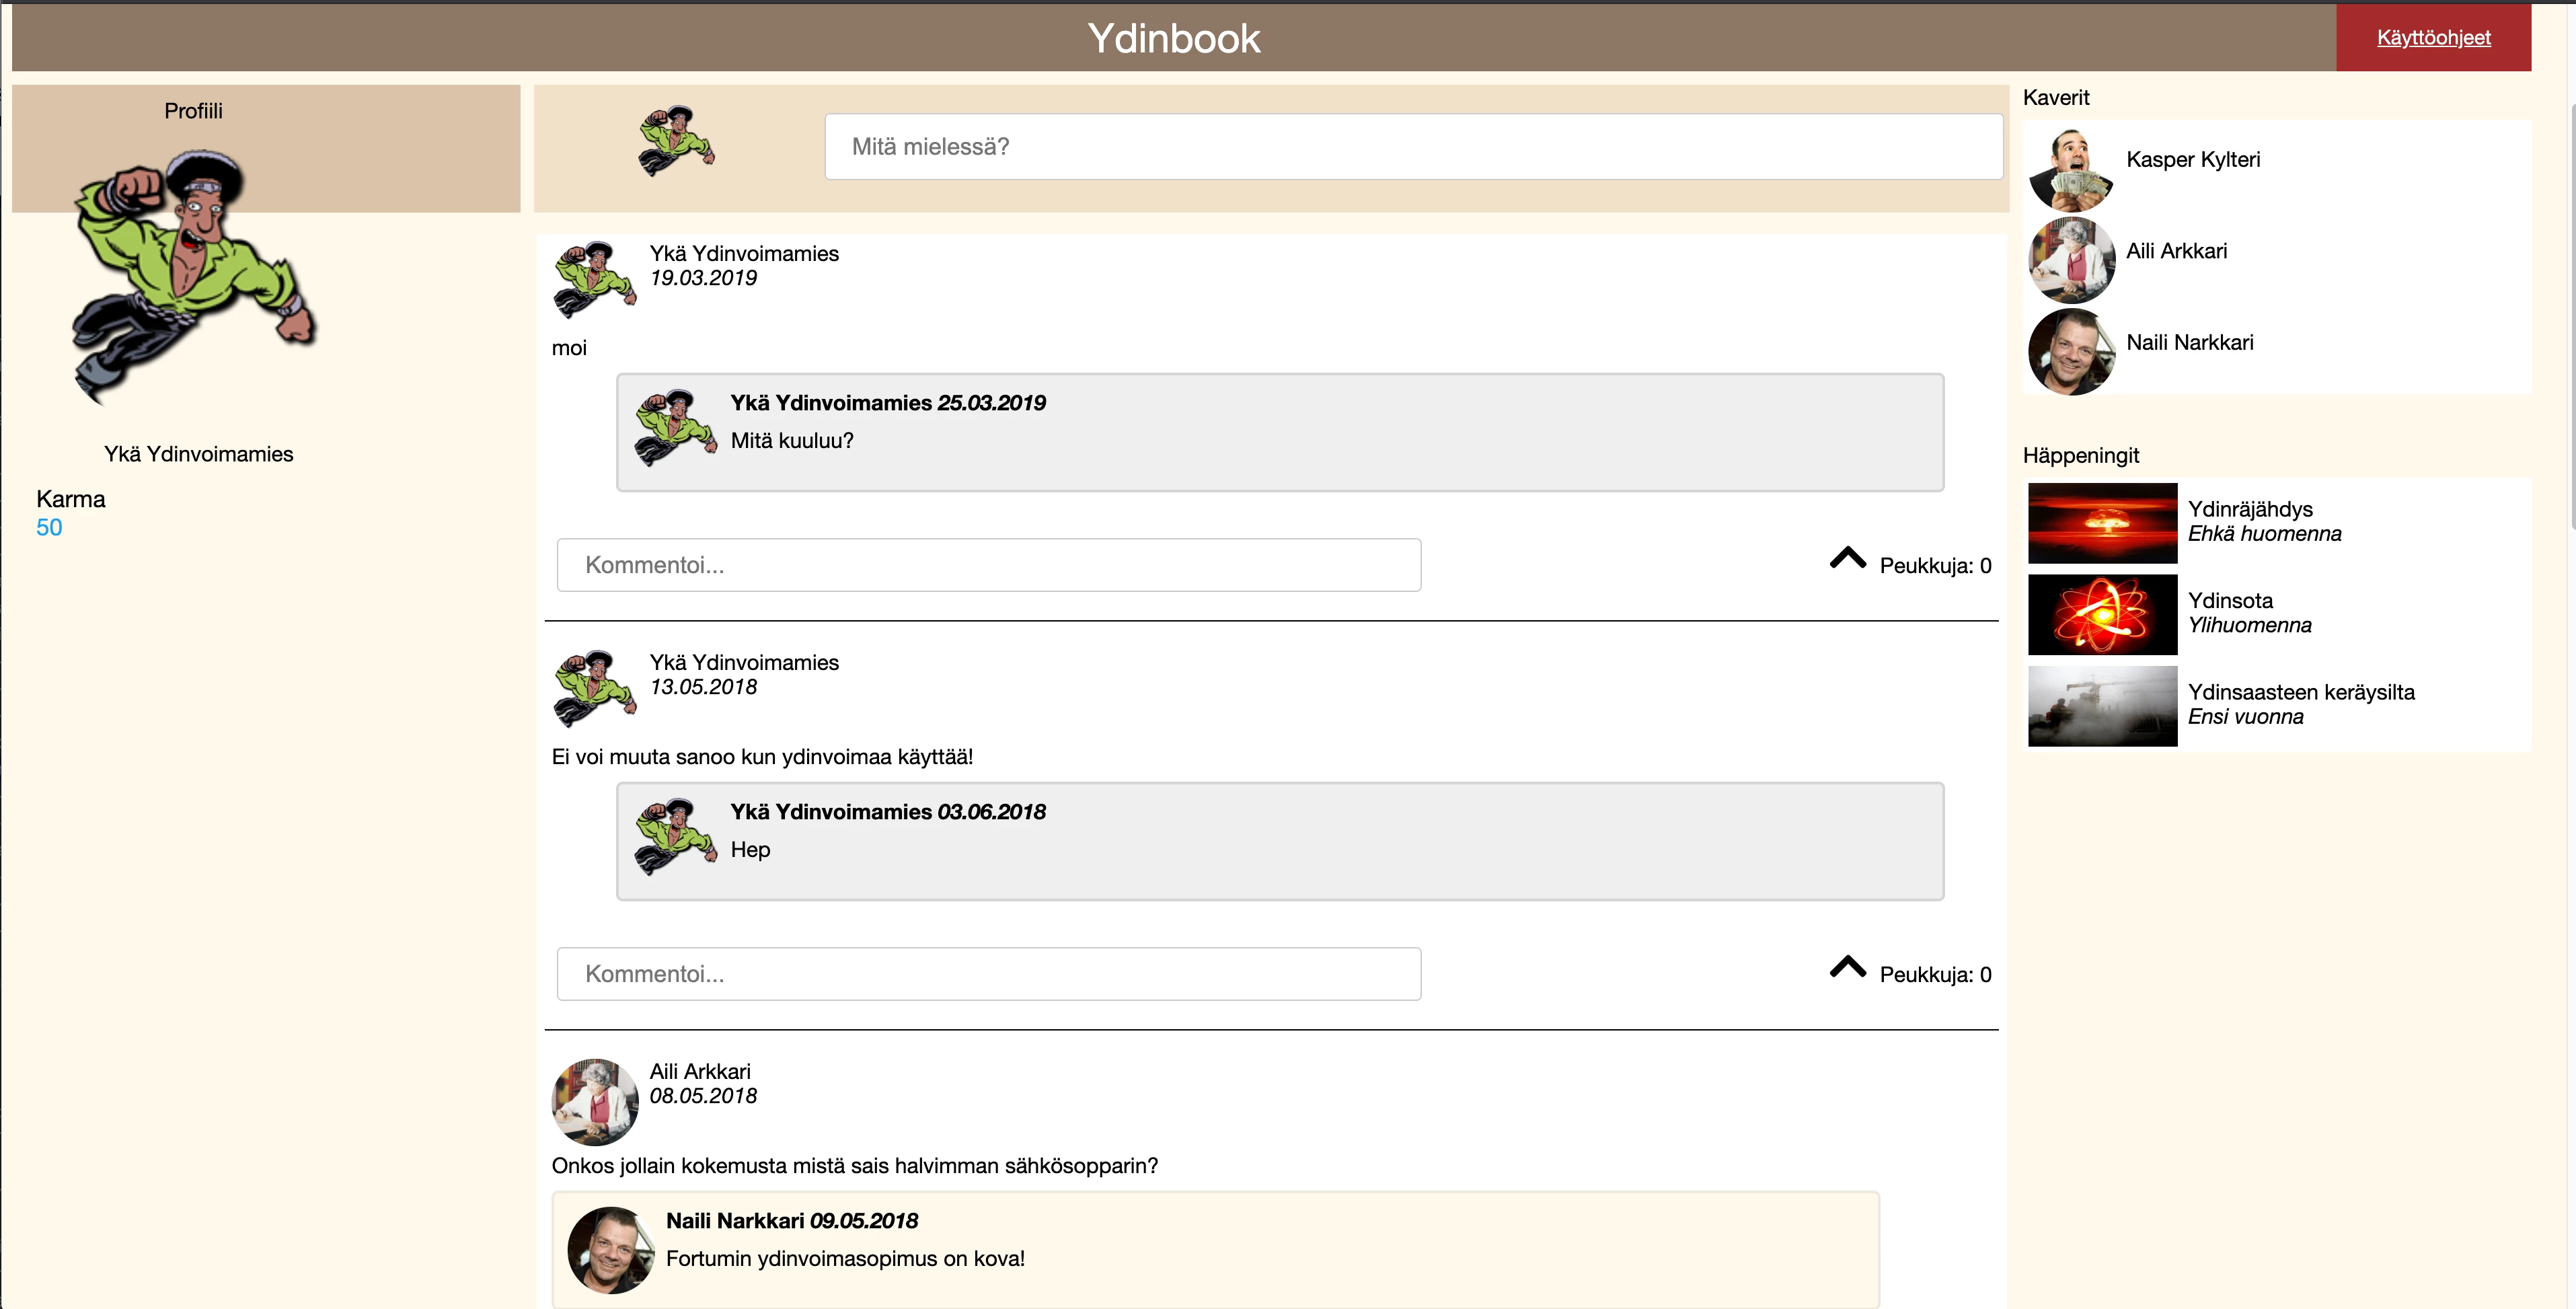 Ydinbook
Käyttöohjeet
Profiili
Ykä Ydinvoimamies
Karma
50
Mitä mielessä?
Ykä Ydinvoimamies
19.03.2019
moi
Ykä Ydinvoimamies 25.03.2019
Mitä kuuluu?
Kommentoi...
Peukkuja: 0
Ykä Ydinvoimamies
13.05.2018
Ei voi muuta sanoo kun ydinvoimaa käyttää!
Ykä Ydinvoimamies 03.06.2018
Hep
Kommentoi...
Peukkuja: 0
Aili Arkkari
08.05.2018
Onkos jollain kokemusta mistä sais halvimman sähkösopparin?
Naili Narkkari 09.05.2018
Fortumin ydinvoimasopimus on kova!
Kaverit
Kasper Kylteri
Aili Arkkari
Naili Narkkari
Häppeningit
Ydinräjähdys
Ehkä huomenna
Ydinsota
Ylihuomenna
Ydinsaasteen keräysilta
Ensi vuonna